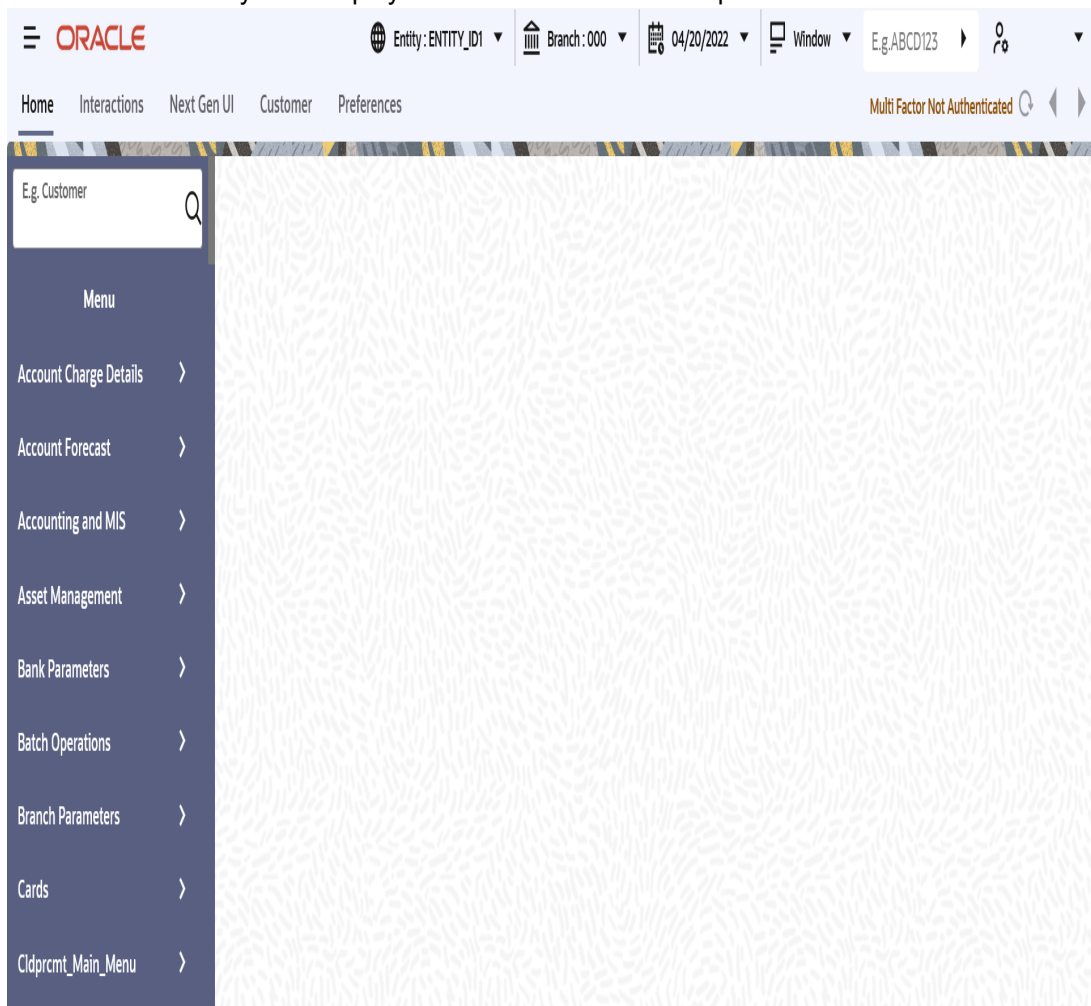 ORACLE
Entity : ENTITY_ID1 Branch : 000 04/20/2022 Window E.g.ABCD123
Home Interactions Next Gen UI Customer Preferences Multi Factor Not Authenticated
E.g. Customer
Menu
Account Charge Details
Account Forecast
Accounting and MIS
Asset Management
Bank Parameters
Batch Operations
Branch Parameters
Cards
Cldprcmt_Main_Menu